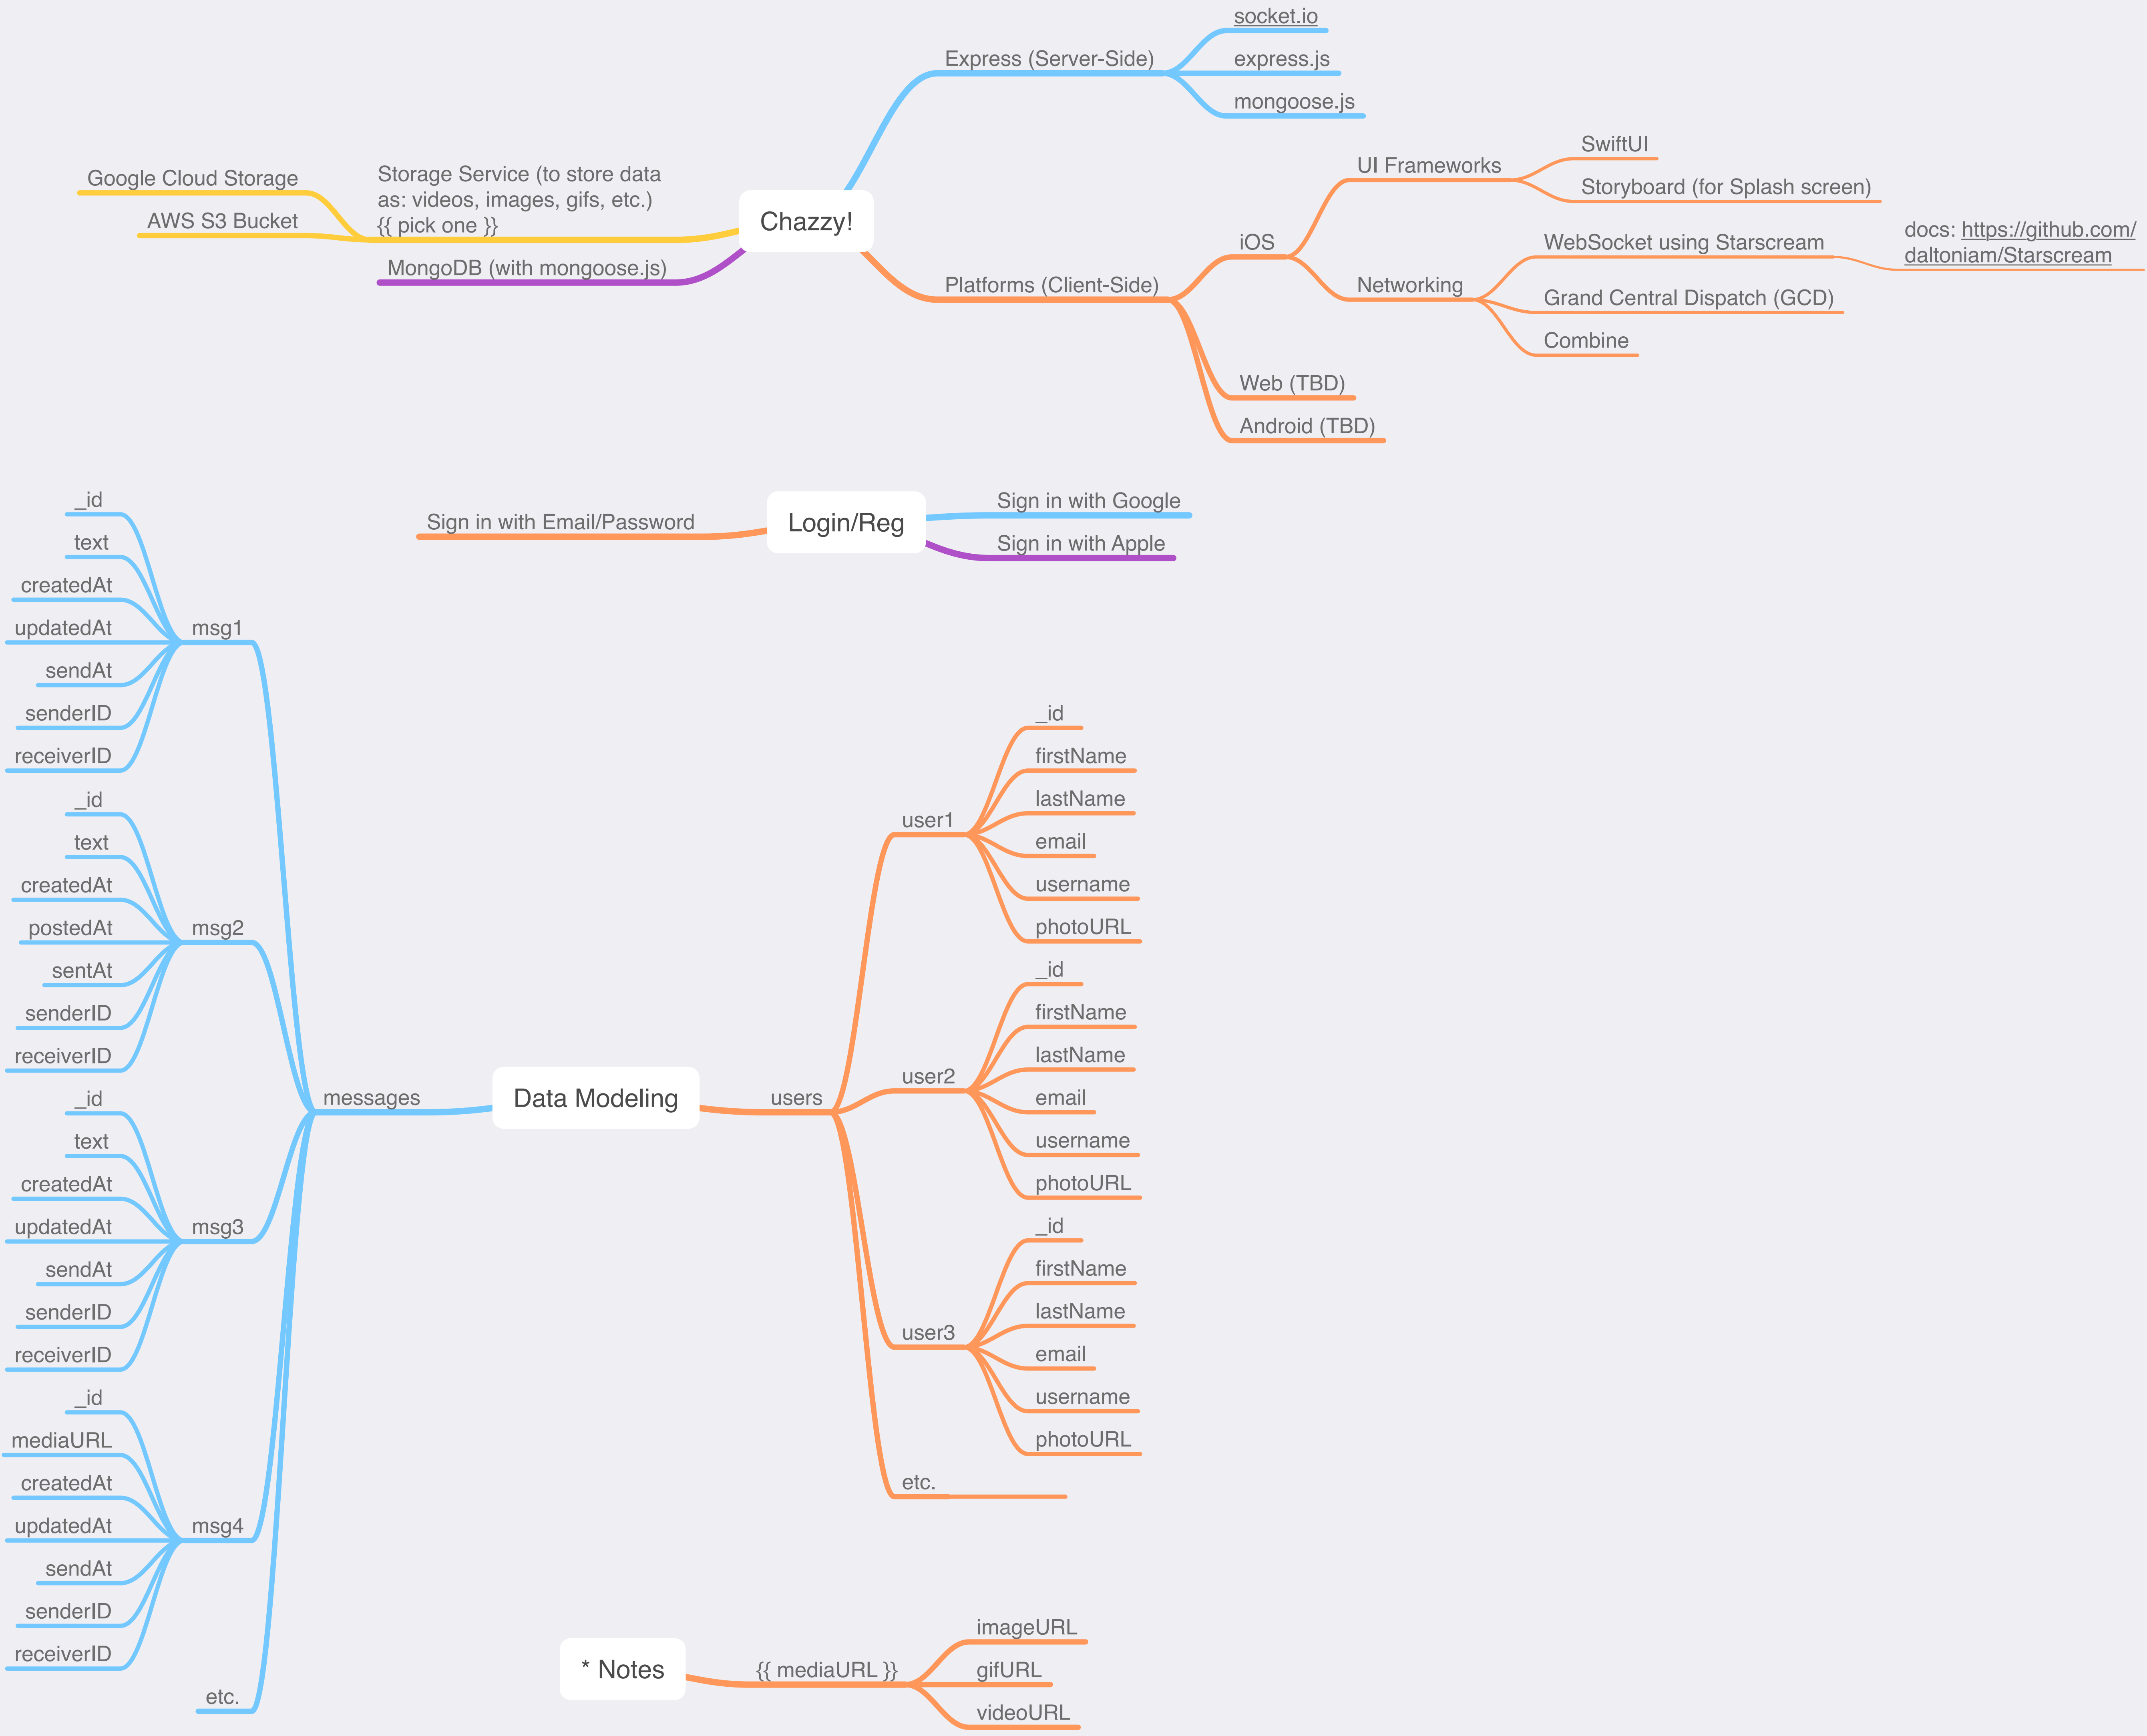 Chazzy!
Express (Server-Side)
socket.io
express.js
mongoose.js
Platforms (Client-Side)
iOS
UI Frameworks
SwiftUI
Storyboard (for Splash screen)
Networking
WebSocket using Starscream
docs: https://github.com/
daltoniam/Starscream
Grand Central Dispatch (GCD)
Combine
Web (TBD)
Android (TBD)
Storage Service (to store data
as: videos, images, gifs, etc.)
{{ pick one }}
Google Cloud Storage
AWS S3 Bucket
MongoDB (with mongoose.js)
Login/Reg
Sign in with Google
Sign in with Apple
Sign in with Email/Password
Data Modeling
messages
msg1
_id
text
createdAt
updatedAt
sendAt
senderID
receiverID
msg2
_id
text
createdAt
postedAt
sentAt
senderID
receiverID
msg3
_id
text
createdAt
updatedAt
sendAt
senderID
receiverID
msg4
_id
mediaURL
createdAt
updatedAt
sendAt
senderID
receiverID
etc.
users
user1
_id
firstName
lastName
email
username
photoURL
user2
_id
firstName
lastName
email
username
photoURL
user3
_id
firstName
lastName
email
username
photoURL
etc.
* Notes
{{ mediaURL }}
imageURL
gifURL
videoURL